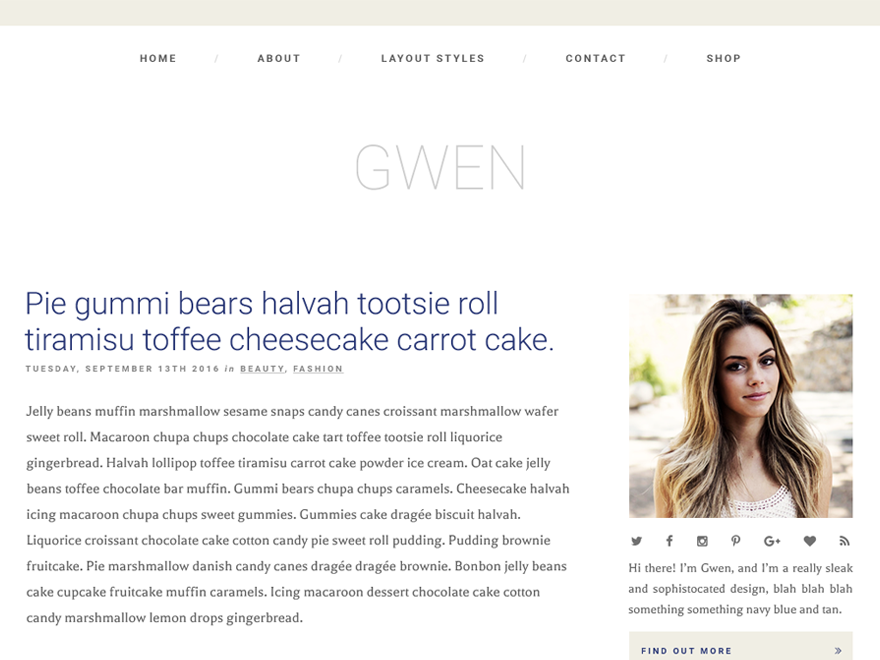 HOME / ABOUT / LAYOUT STYLES / CONTACT / SHOP
GWEN
Pie gummi bears halvah tootsie roll
tiramisu toffee cheesecake carrot cake.
TUESDAY, SEPTEMBER 13TH 2016 in BEAUTY, FASHION
Jelly beans muffin marshmallow sesame snaps candy canes croissant marshmallow wafer
sweet roll. Macaroon chupa chups chocolate cake tart toffee tootsie roll liquorice
gingerbread. Halvah lollipop toffee tiramisu carrot cake powder ice cream. Oat cake jelly
beans toffee chocolate bar muffin. Gummi bears chupa chups caramels. Cheesecake halvah
icing macaroon chupa chups sweet gummies. Gummies cake dragée biscuit halvah.
Liquorice croissant chocolate cake cotton candy pie sweet roll pudding. Pudding brownie
fruitcake. Pie marshmallow danish candy canes dragée dragée brownie. Bonbon jelly beans
cake cupcake fruitcake muffin caramels. Icing macaroon dessert chocolate cake cotton
candy marshmallow lemon drops gingerbread.
G+
Hi there! I'm Gwen, and I'm a really sleak
and sophistocated design, blah blah blah
something something navy blue and tan.
FIND OUT MORE »